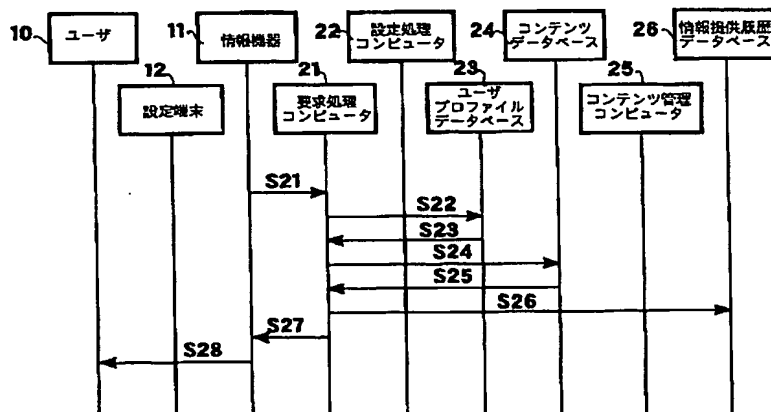 10
ユーザ
11
情報機器
22
設定処理
コンピュータ
24
コンテンツ
データベース
26
情報提供履歴
データベース
12
設定端末
21
要求処理
コンピュータ
23
ユーザ
プロファイル
データベース
25
コンテンツ管理
コンピュータ
S21
S22
S23
S24
S25
S26
S27
S28